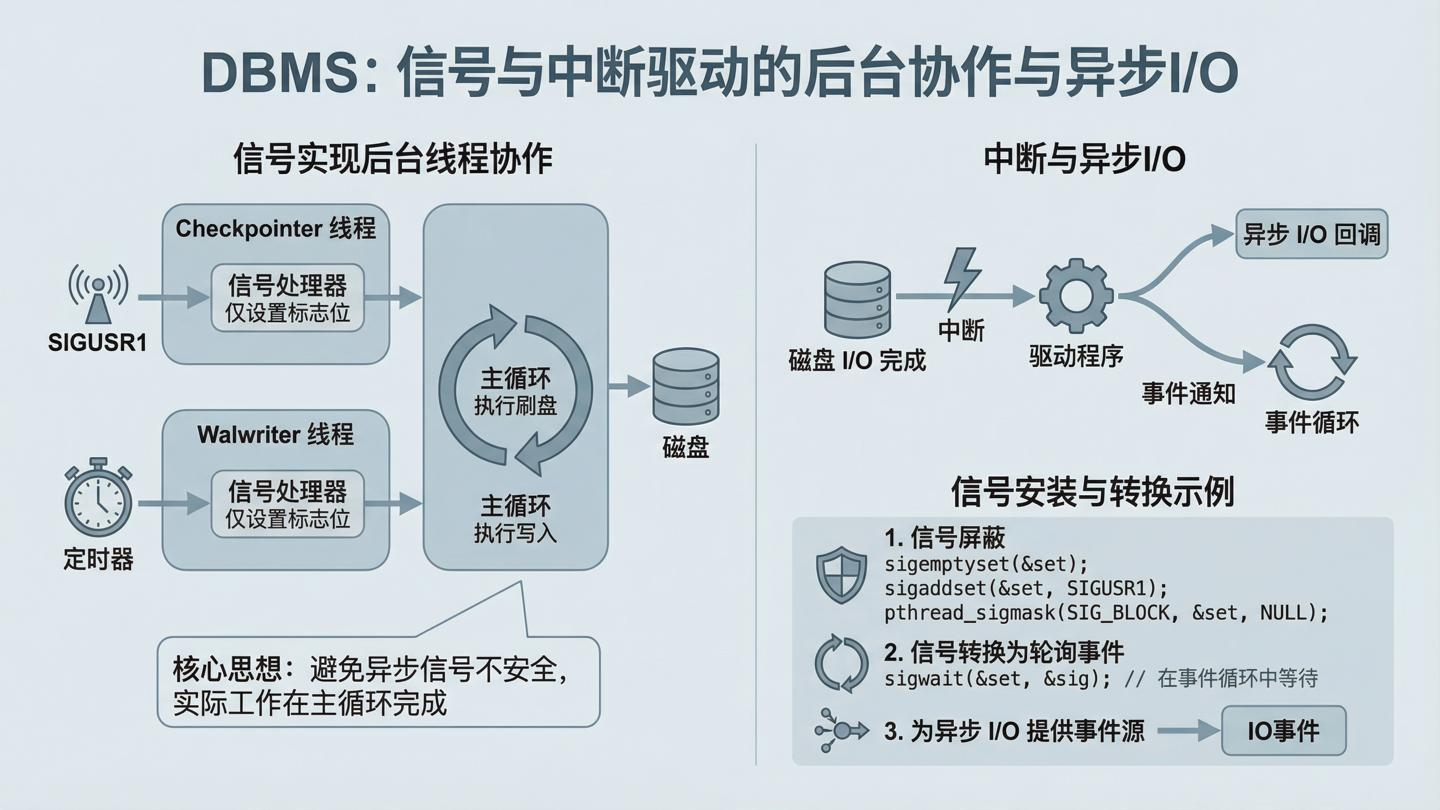 DBMS：信号与中断驱动的后台协作与异步I/O
信号实现后台线程协作
Checkpointer 线程
信号处理器
仅设置标志位
SIGUSR1
Walwriter 线程
信号处理器
仅设置标志位
定时器
主循环
执行刷盘
主循环
执行写入
磁盘
核心思想：避免异步信号不安全，
实际工作在主循环完成
中断与异步I/O
磁盘 I/O 完成
中断
驱动程序
异步 I/O 回调
事件通知
事件循环
信号安装与转换示例
1. 信号屏蔽
sigemptyset(&set);
sigaddset(&set, SIGUSR1);
pthread_sigmask(SIG_BLOCK, &set, NULL);
2. 信号转换为轮询事件
sigwait(&set, &sig); // 在事件循环中等待
3. 为异步 I/O 提供事件源
IO事件